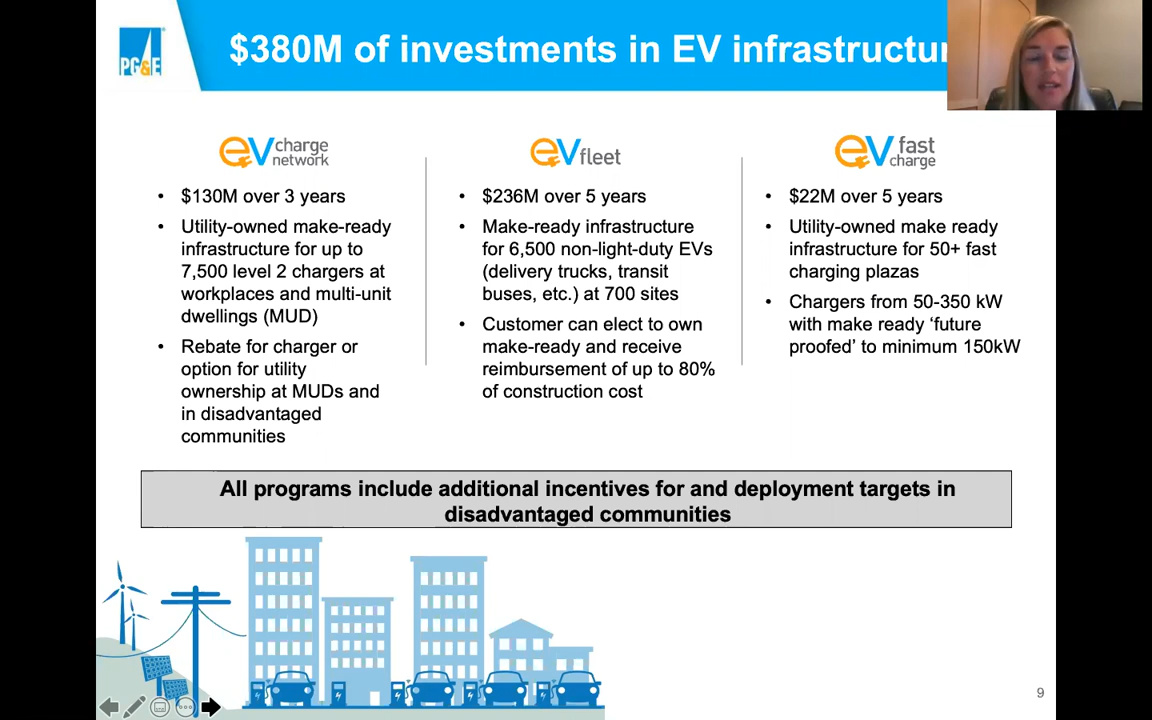 PG&E
$380M of investments in EV infrastructur
eV charge network
• $130M over 3 years
• Utility-owned make-ready
infrastructure for up to
7,500 level 2 chargers at
workplaces and multi-unit
dwellings (MUD)
• Rebate for charger or
option for utility
ownership at MUDs and
in disadvantaged
communities
eV fleet
• $236M over 5 years
• Make-ready infrastructure
for 6,500 non-light-duty EVs
(delivery trucks, transit
buses, etc.) at 700 sites
• Customer can elect to own
make-ready and receive
reimbursement of up to 80%
of construction cost
eV fast charge
• $22M over 5 years
• Utility-owned make ready
infrastructure for 50+ fast
charging plazas
• Chargers from 50-350 kW
with make ready ‘future
proofed’ to minimum 150kW
All programs include additional incentives for and deployment targets in
disadvantaged communities
9